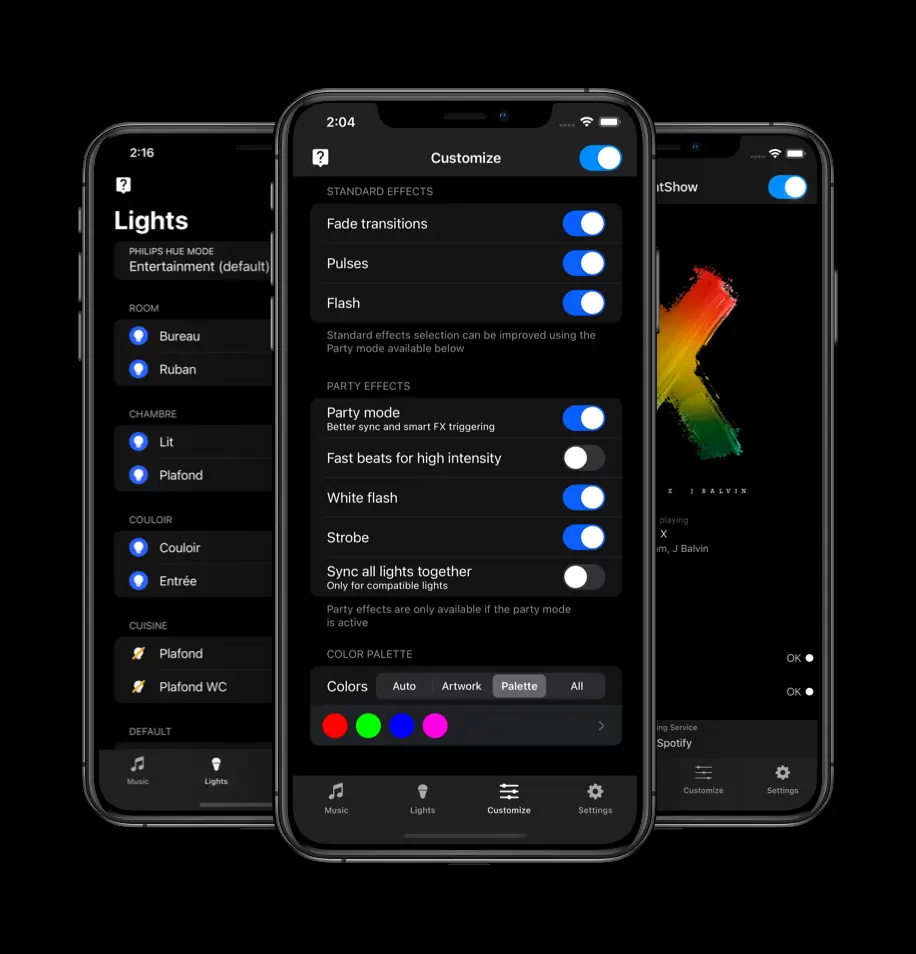 2:16
Lights
PHILIPS HUE MODE
Entertainment (default)
ROOM
Bureau
Ruban
CHAMBRE
Lit
Plafond
COULOIR
Couloir
Entrée
CUISINE
Plafond
Plafond WC
DEFAULT
Music
Lights
2:04
Customize
STANDARD EFFECTS
Fade transitions
Pulses
Flash
Standard effects selection can be improved using the
Party mode available below
PARTY EFFECTS
Party mode
Better sync and smart FX triggering
Fast beats for high intensity
White flash
Strobe
Sync all lights together
Only for compatible lights
Party effects are only available if the party mode
is active
COLOR PALETTE
Colors Auto Artwork Palette All
Music Lights Customize Settings
ntShow
X J BALVIN
playing
X
m, J Balvin
OK
OK
ing Service
Spotify
Customize Settings